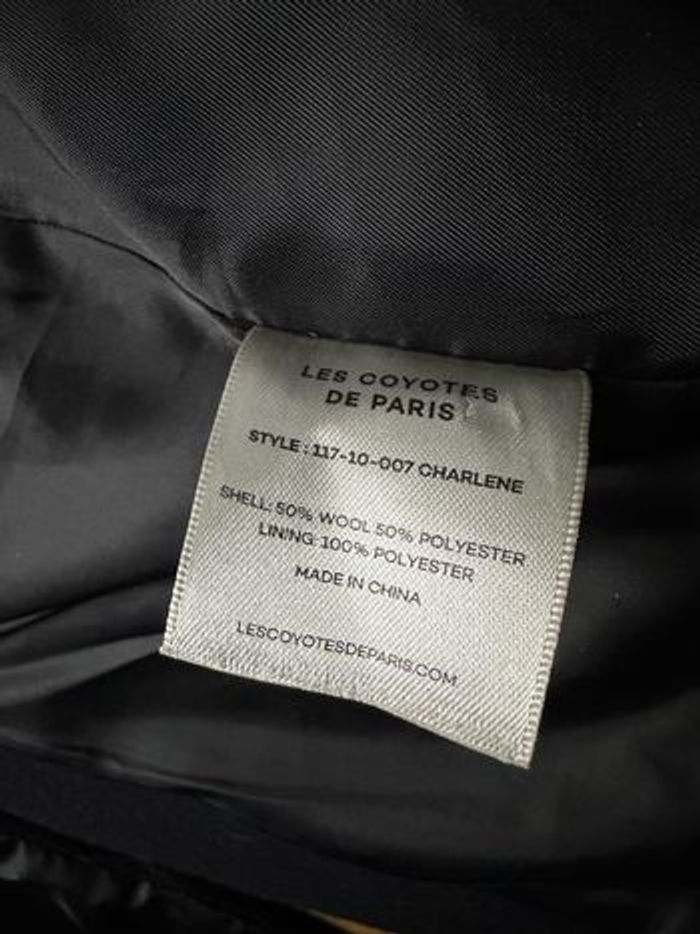 LES COYOTES
DE PARIS
STYLE : 117-10-007 CHARLENE
SHELL: 50% WOOL 50% POLYESTER
LINING: 100% POLYESTER
MADE IN CHINA
LESCOYOTESDEPARIS.COM